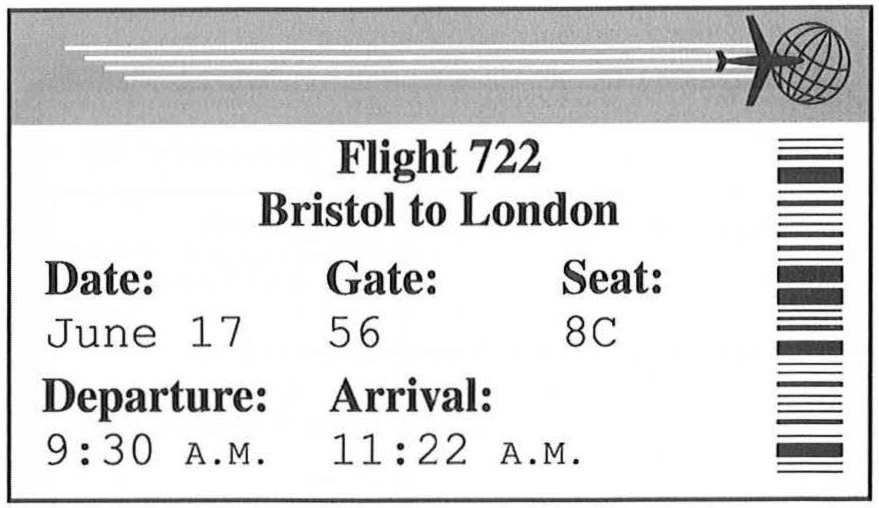 Flight 722
Bristol to London
Date: Gate: Seat:
June 17 56 8C
Departure: Arrival:
9:30 A.M. 11:22 A.M.